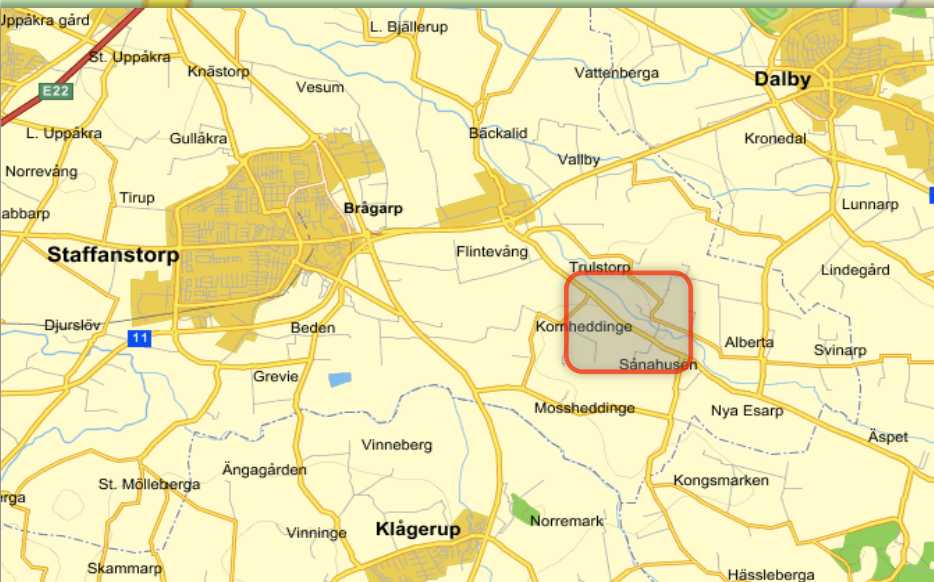 Uppåkra gård
L. Bjällerup
St. Uppåkra
Knästorp
Vesum
Vattenberga
Dalby
E22
L. Uppåkra
Gullåkra
Bäckalid
Kronedal
Vallby
Norrevång
Tirup
abbarp
Brågarp
Lunnarp
Staffanstorp
Flintevång
Trulstorp
Lindegård
Djurslöv
11
Beden
Kornheddinge
Alberta
Svinarp
Grevie
Sånahusen
Mossheddinge
Nya Esarp
Äspet
Vinneberg
Ängagården
St. Mölleberga
Kongsmarken
erga
Klågerup
Norremark
Vinninge
Skammarp
Hässleberga